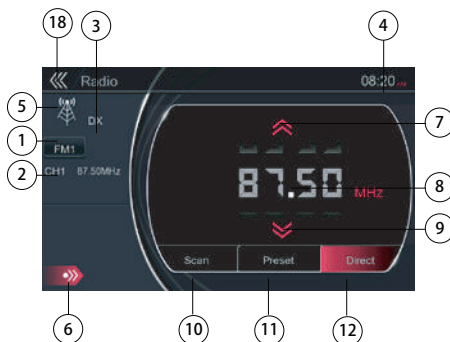 18 3 4
Radio 08:20
5 DX 7
1 FM1
2 CH1 87.50MHz 87.50 MHz 8
9
Scan Preset Direct
6 10 11 12